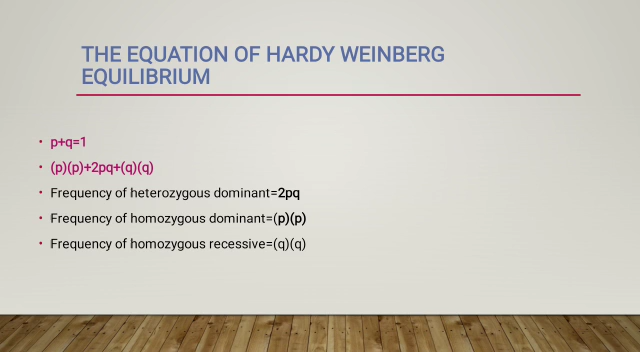 THE EQUATION OF HARDY WEINBERG
EQUILIBRIUM
• p+q=1
• (p)(p)+2pq+(q)(q)
• Frequency of heterozygous dominant=2pq
• Frequency of homozygous dominant=(p)(p)
• Frequency of homozygous recessive=(q)(q)